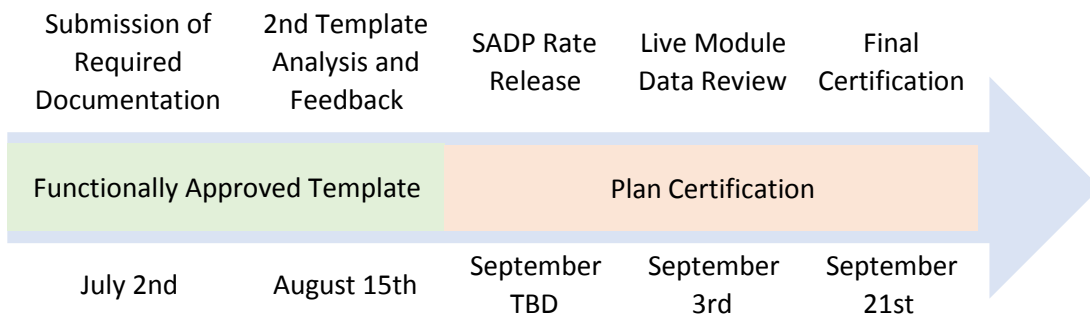 Submission of
Required
Documentation
2nd Template
Analysis and
Feedback
SADP Rate
Release
Live Module
Data Review
Final
Certification
Functionally Approved Template
Plan Certification
July 2nd
August 15th
September
TBD
September
3rd
September
21st